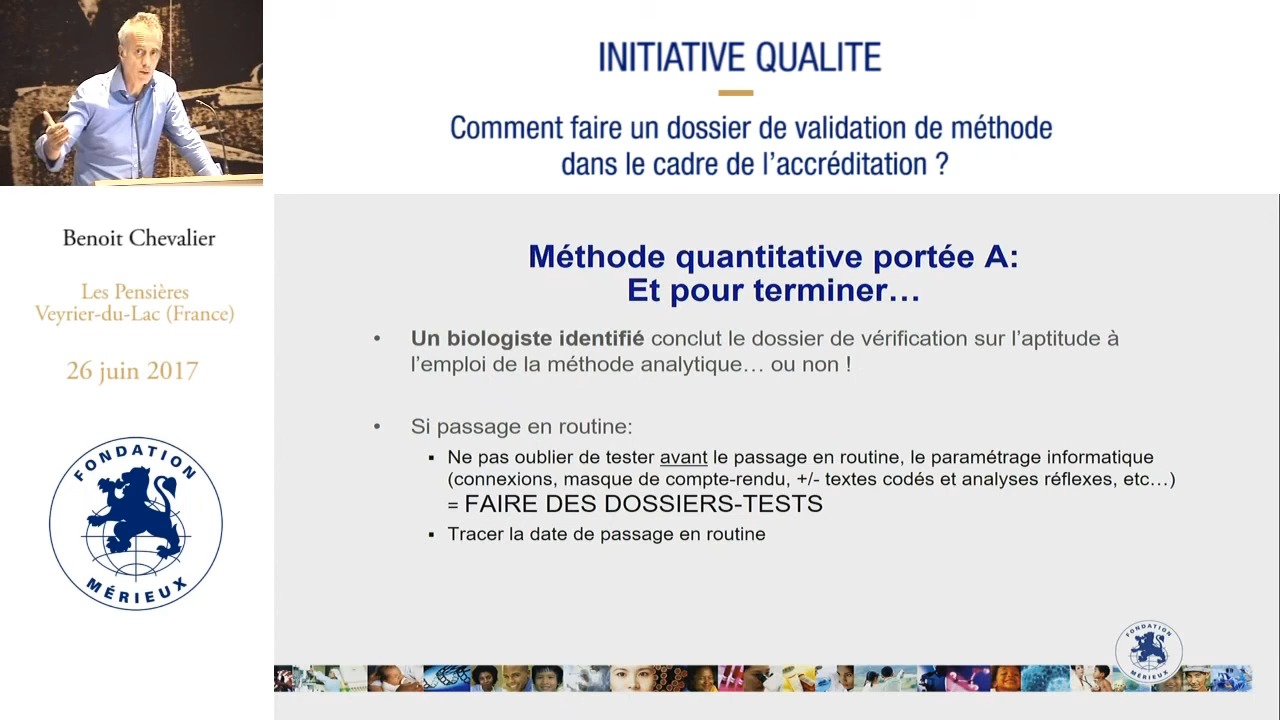 INITIATIVE QUALITE
Comment faire un dossier de validation de méthode
dans le cadre de l'accréditation ?
Benoit Chevalier
Les Pensières
Veyrier-du-Lac (France)
26 juin 2017
FONDATION
MÉRIEUX
Méthode quantitative portée A:
Et pour terminer…
• Un biologiste identifié conclut le dossier de vérification sur l'aptitude à
l'emploi de la méthode analytique… ou non !
• Si passage en routine:
▪ Ne pas oublier de tester avant le passage en routine, le paramétrage informatique
(connexions, masque de compte-rendu, +/- textes codés et analyses réflexes, etc…)
= FAIRE DES DOSSIERS-TESTS
▪ Tracer la date de passage en routine
FONDATION
MÉRIEUX